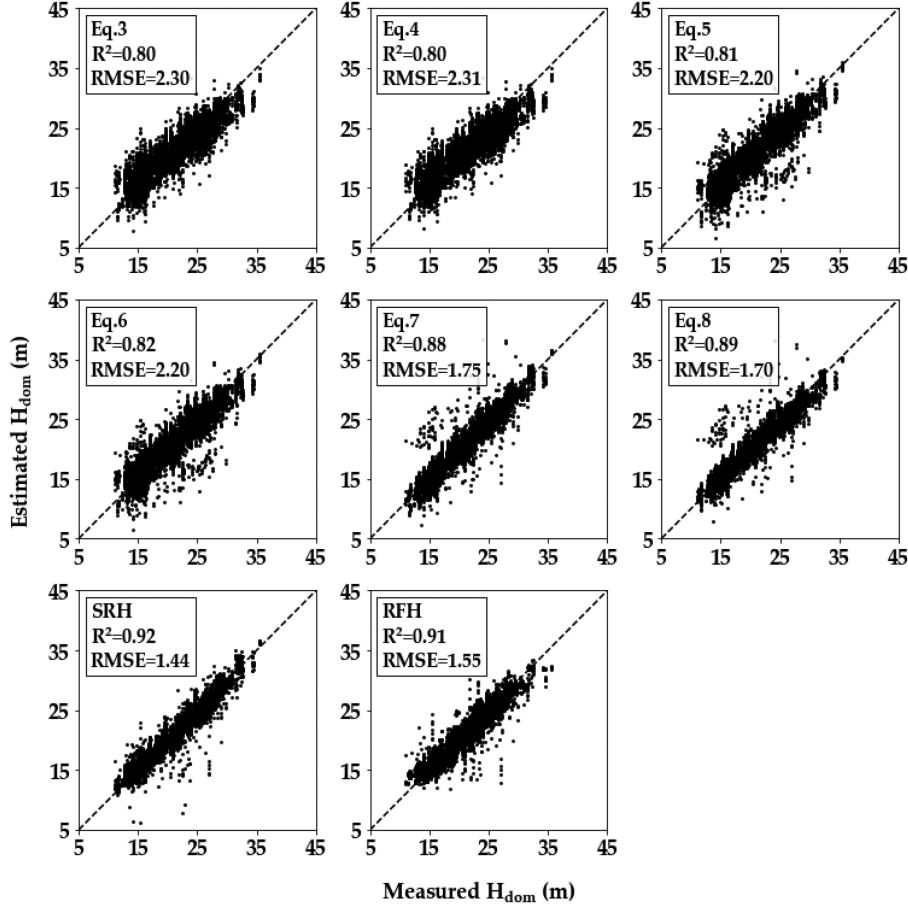 45
35
25
15
5
5 15 25 35 45
Eq.3
R²=0.80
RMSE=2.30
45
35
25
15
5
5 15 25 35 45
Eq.4
R²=0.80
RMSE=2.31
45
35
25
15
5
5 15 25 35 45
Eq.5
R²=0.81
RMSE=2.20
45
35
25
15
5
5 15 25 35 45
Eq.6
R²=0.82
RMSE=2.20
45
35
25
15
5
5 15 25 35 45
Eq.7
R²=0.88
RMSE=1.75
45
35
25
15
5
5 15 25 35 45
Eq.8
R²=0.89
RMSE=1.70
45
35
25
15
5
5 15 25 35 45
SRH
R²=0.92
RMSE=1.44
45
35
25
15
5
5 15 25 35 45
RFH
R²=0.91
RMSE=1.55
Estimated H_dom (m)
Measured H_dom (m)